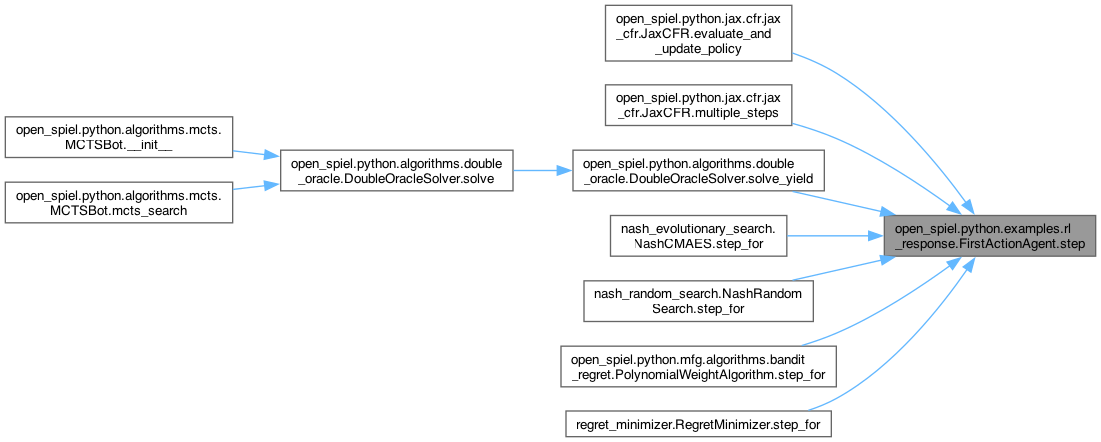 open_spiel.python.jax.cfr.jax
_cfr.JaxCFR.evaluate_and
_update_policy
open_spiel.python.jax.cfr.jax
_cfr.JaxCFR.multiple_steps
open_spiel.python.algorithms.mcts.
MCTSBot.__init__
open_spiel.python.algorithms.double
_oracle.DoubleOracleSolver.solve
open_spiel.python.algorithms.double
_oracle.DoubleOracleSolver.solve_yield
open_spiel.python.algorithms.mcts.
MCTSBot.mcts_search
nash_evolutionary_search.
NashCMAES.step_for
open_spiel.python.examples.rl
_response.FirstActionAgent.step
nash_random_search.NashRandom
Search.step_for
open_spiel.python.mfg.algorithms.bandit
_regret.PolynomialWeightAlgorithm.step_for
regret_minimizer.RegretMinimizer.step_for